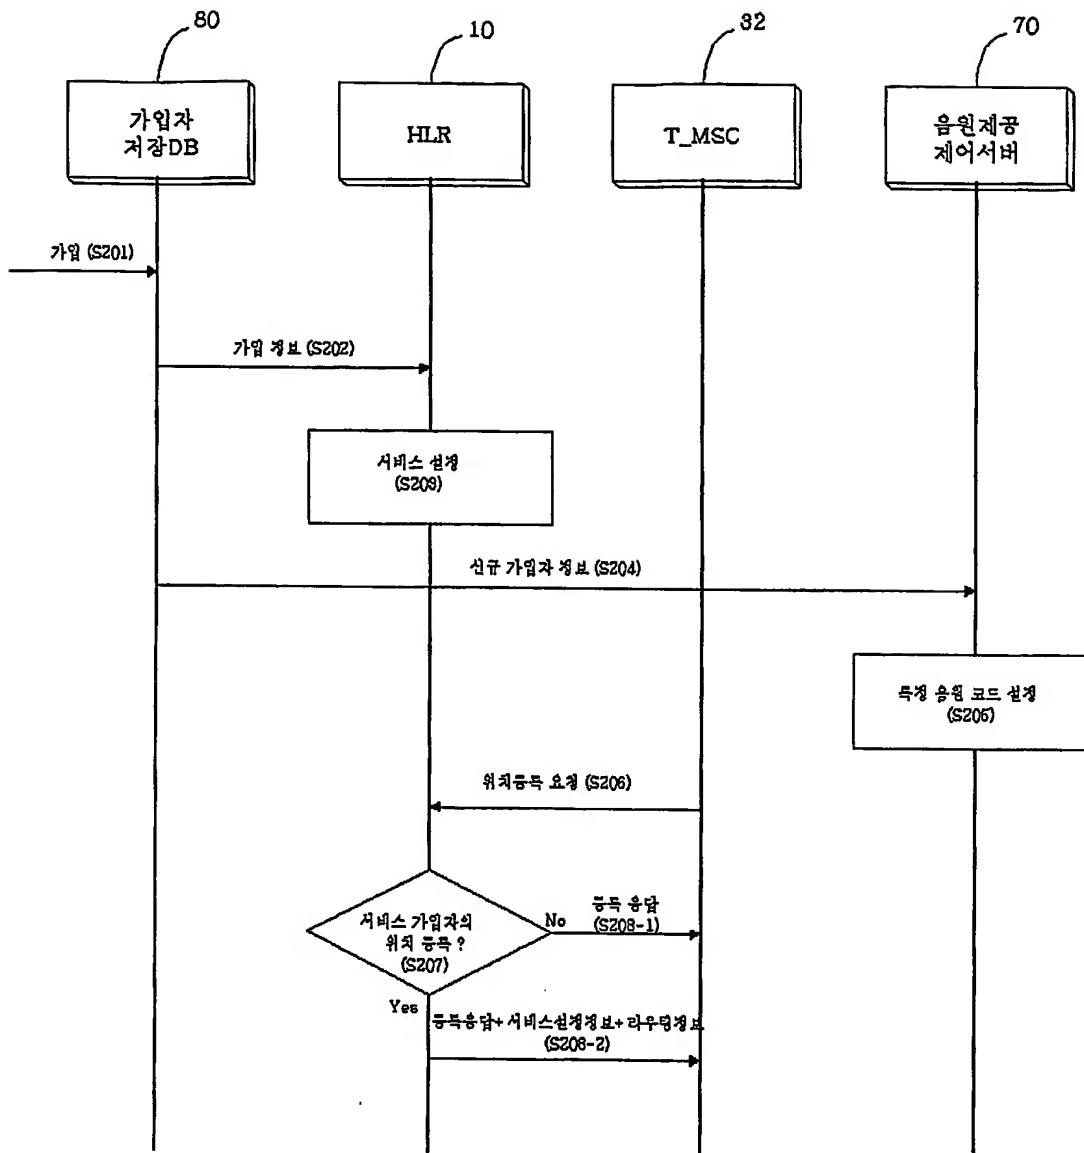 80
10
32
70
가입자
저장DB
HLR
T_MSC
음원제공
제어서버
가입 (S201)
가입 정보 (S202)
서비스 설정
(S203)
신규 가입자 정보 (S204)
특정 음원 코드 설정
(S205)
위치등록 요청 (S206)
서비스 가입자의
위치 등록 ?
(S207)
No
등록 응답
(S208-1)
Yes
등록응답+ 서비스설정정보+ 라우팅정보
(S208-2)